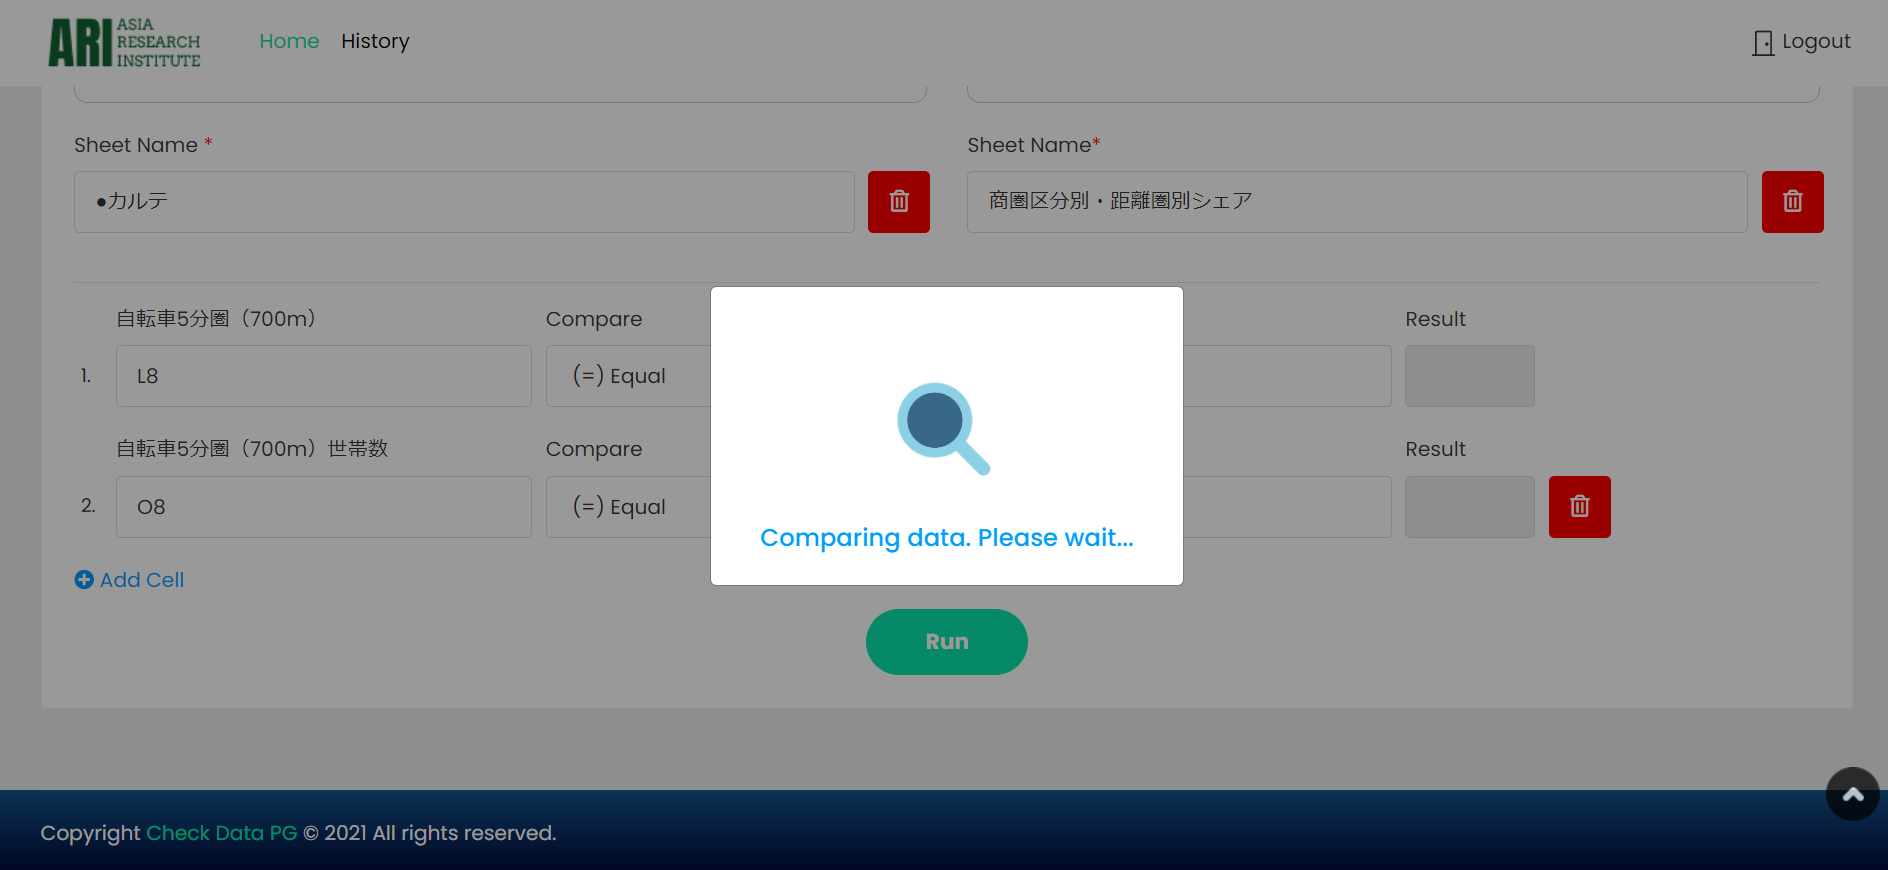 ARI ASIA RESEARCH INSTITUTE
Home History Logout
Sheet Name * Sheet Name*
●カルテ 商圏区分別・距離圏別シェア
自転車5分圏（700m） Compare Result
1. L8 (=) Equal
自転車5分圏（700m）世帯数 Compare Result
2. O8 (=) Equal
Comparing data. Please wait...
Add Cell
Run
Copyright Check Data PG © 2021 All rights reserved.